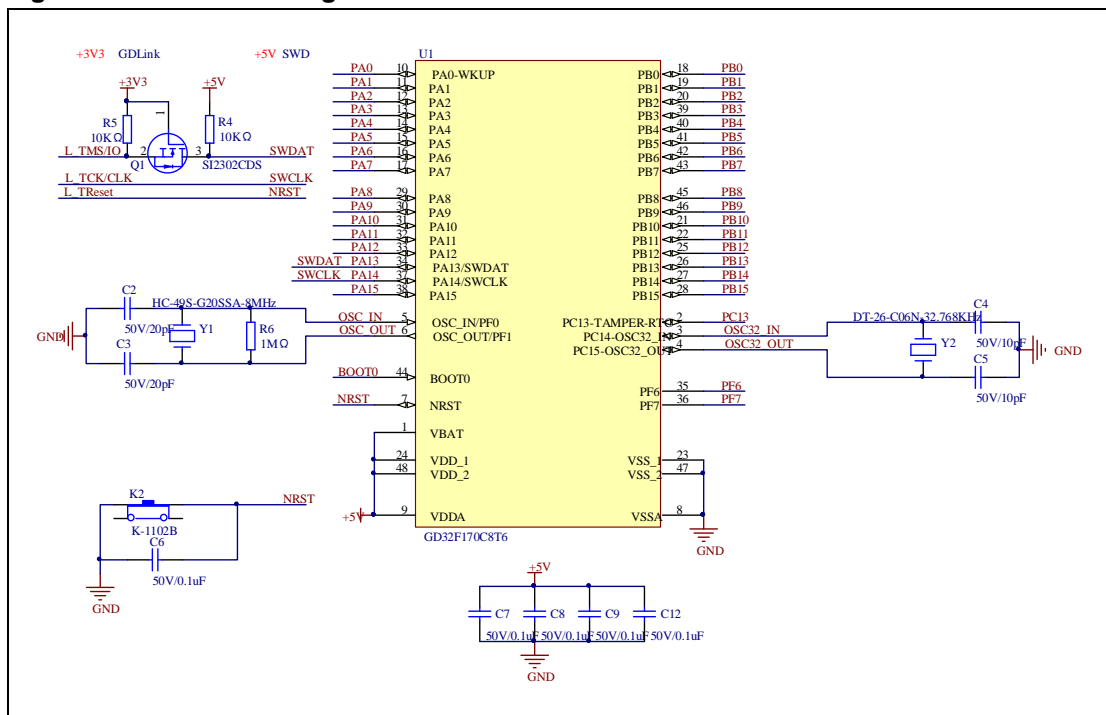 +3V3 GDLink +5V SWD
+3V3 +5V
R5 10KΩ
R4 10KΩ
1
L_TMS/IO 2 3 SWDAT
Q1 SI2302CDS
L_TCK/CLK SWCLK
L_TReset NRST
U1
PA0 10 PA0-WKUP PB0 18 PB0
PA1 11 PA1 PB1 19 PB1
PA2 12 PA2 PB2 20 PB2
PA3 13 PA3 PB3 39 PB3
PA4 14 PA4 PB4 40 PB4
PA5 15 PA5 PB5 41 PB5
PA6 16 PA6 PB6 42 PB6
PA7 17 PA7 PB7 43 PB7
PA8 29 PA8 PB8 45 PB8
PA9 30 PA9 PB9 46 PB9
PA10 31 PA10 PB10 21 PB10
PA11 32 PA11 PB11 22 PB11
PA12 33 PA12 PB12 25 PB12
SWDAT PA13 34 PA13/SWDAT PB13 26 PB13
SWCLK PA14 37 PA14/SWCLK PB14 27 PB14
PA15 38 PA15 PB15 28 PB15
OSC_IN 5 OSC_IN/PF0 PC13-TAMPER-RTC 2 PC13
OSC_OUT 6 OSC_OUT/PF1 PC14-OSC32_IN 3 OSC32_IN
PC15-OSC32_OUT 4 OSC32_OUT
BOOT0 44 BOOT0 PF6 35 PF6
NRST 7 NRST PF7 36 PF7
1 VBAT
24 VDD_1 VSS_1 23
48 VDD_2 VSS_2 47
+5V 9 VDDA VSSA 8
GD32F170C8T6 GND
C2 HC-49S-G20SSA-8MHz
50V/20pF Y1 R6
GND C3 1MΩ
50V/20pF
DT-26-C06N-32.768KHz C4
50V/10pF
Y2 GND
C5
50V/10pF
K2 NRST
K-1102B
C6
50V/0.1uF
GND
+5V
C7 C8 C9 C12
50V/0.1uF 50V/0.1uF 50V/0.1uF 50V/0.1uF
GND